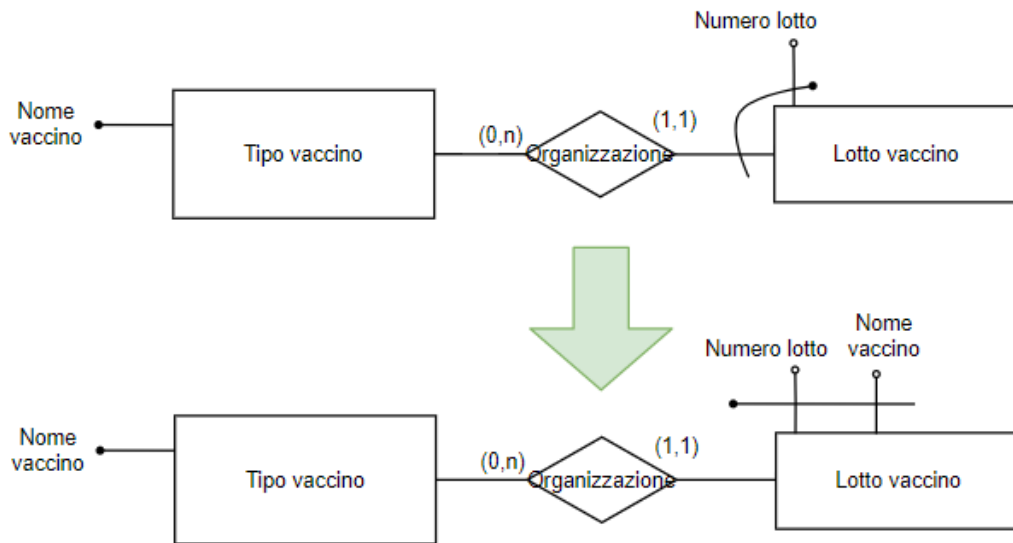 Numero lotto
Nome
vaccino
(0,n)
(1,1)
Tipo vaccino
Organizzazione
Lotto vaccino
Nome
vaccino
Numero lotto
Nome
vaccino
(0,n)
(1,1)
Tipo vaccino
Organizzazione
Lotto vaccino